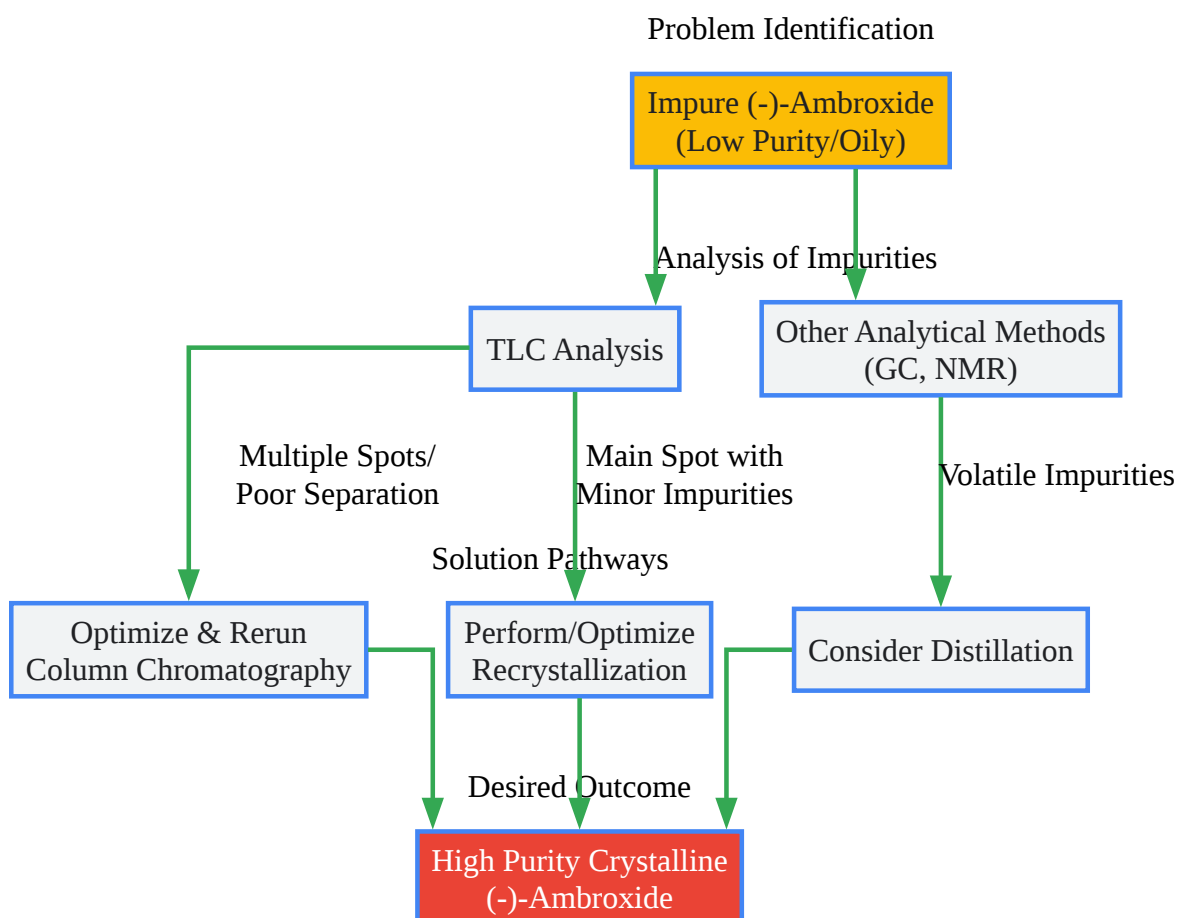 Problem Identification
Impure (-)-Ambroxide
(Low Purity/Oily)
Analysis of Impurities
TLC Analysis
Other Analytical Methods
(GC, NMR)
Multiple Spots/
Poor Separation
Main Spot with
Minor Impurities
Volatile Impurities
Solution Pathways
Optimize & Rerun
Column Chromatography
Perform/Optimize
Recrystallization
Consider Distillation
Desired Outcome
High Purity Crystalline
(-)-Ambroxide